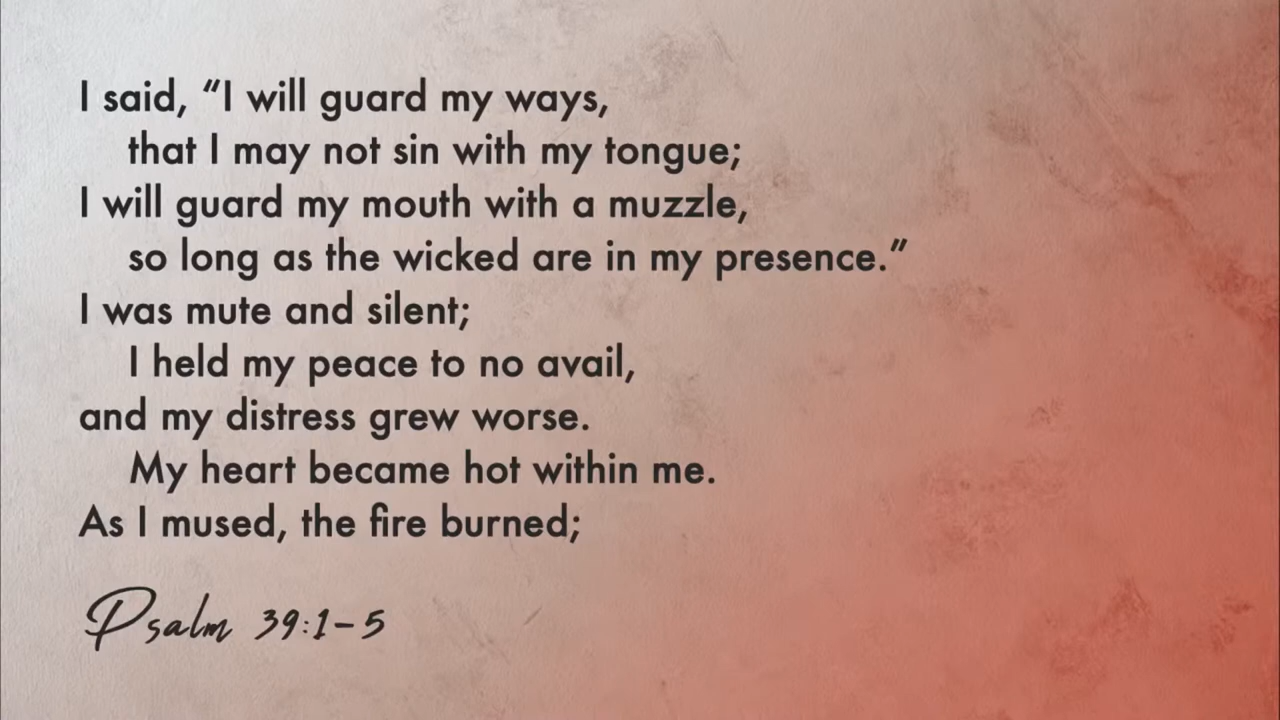 I said, “I will guard my ways,
that I may not sin with my tongue;
I will guard my mouth with a muzzle,
so long as the wicked are in my presence.”
I was mute and silent;
I held my peace to no avail,
and my distress grew worse.
My heart became hot within me.
As I mused, the fire burned;
Psalm 39:1–5